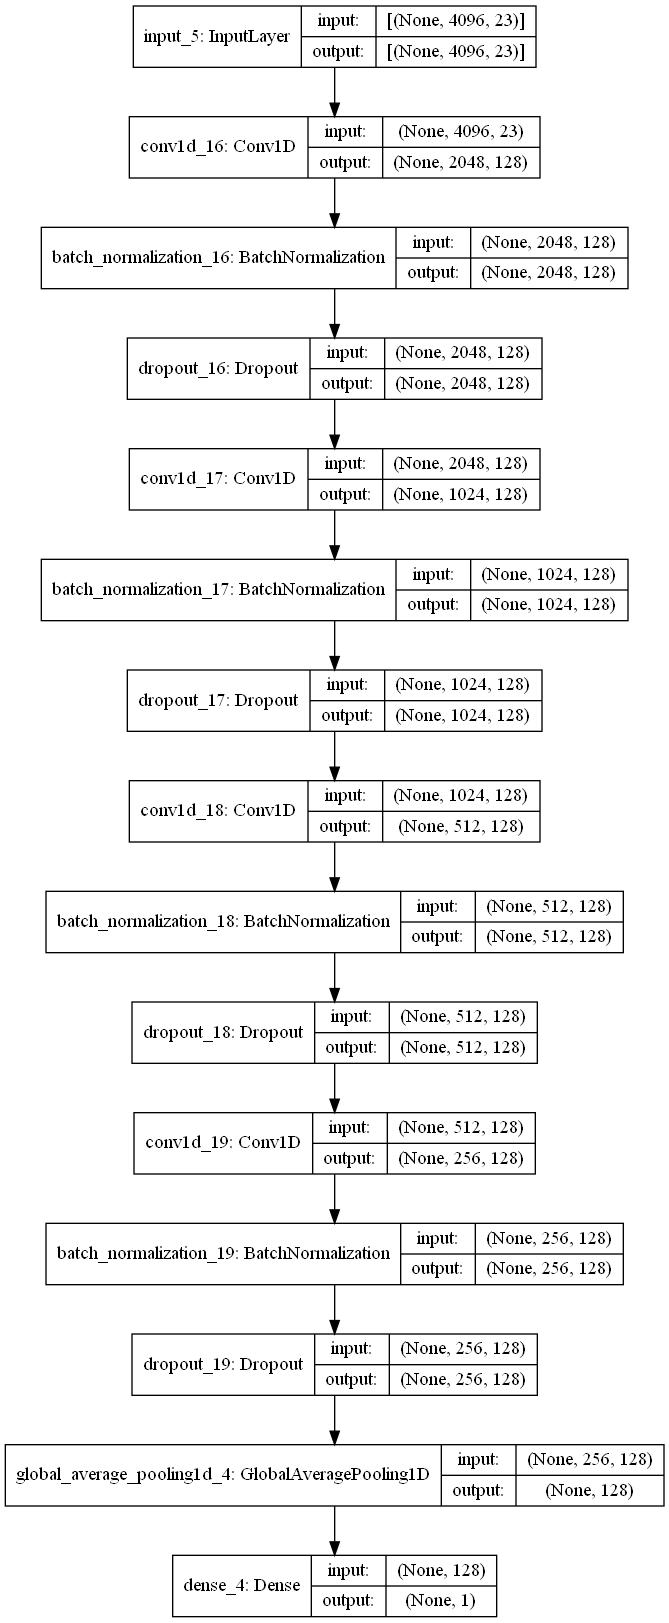 input_5: InputLayer
input:
[(None, 4096, 23)]
output:
[(None, 4096, 23)]
conv1d_16: Conv1D
input:
(None, 4096, 23)
output:
(None, 2048, 128)
batch_normalization_16: BatchNormalization
input:
(None, 2048, 128)
output:
(None, 2048, 128)
dropout_16: Dropout
input:
(None, 2048, 128)
output:
(None, 2048, 128)
conv1d_17: Conv1D
input:
(None, 2048, 128)
output:
(None, 1024, 128)
batch_normalization_17: BatchNormalization
input:
(None, 1024, 128)
output:
(None, 1024, 128)
dropout_17: Dropout
input:
(None, 1024, 128)
output:
(None, 1024, 128)
conv1d_18: Conv1D
input:
(None, 1024, 128)
output:
(None, 512, 128)
batch_normalization_18: BatchNormalization
input:
(None, 512, 128)
output:
(None, 512, 128)
dropout_18: Dropout
input:
(None, 512, 128)
output:
(None, 512, 128)
conv1d_19: Conv1D
input:
(None, 512, 128)
output:
(None, 256, 128)
batch_normalization_19: BatchNormalization
input:
(None, 256, 128)
output:
(None, 256, 128)
dropout_19: Dropout
input:
(None, 256, 128)
output:
(None, 256, 128)
global_average_pooling1d_4: GlobalAveragePooling1D
input:
(None, 256, 128)
output:
(None, 128)
dense_4: Dense
input:
(None, 128)
output:
(None, 1)